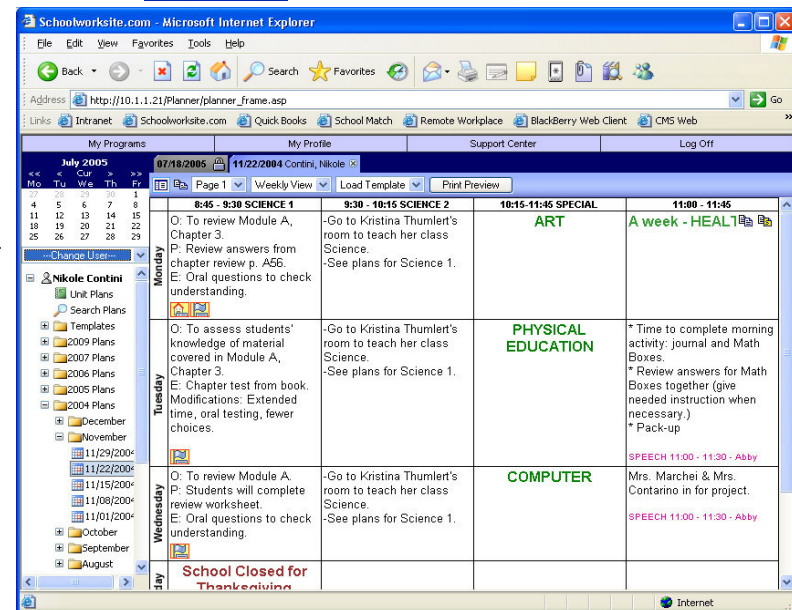 Schoolworksite.com - Microsoft Internet Explorer
File Edit View Favorites Tools Help
Back Search Favorites
Address http://10.1.1.21/Planner/planner_frame.asp Go
Links Intranet Schoolworksite.com Quick Books School Match Remote Workplace BlackBerry Web Client CMS Web »
My Programs My Profile Support Center Log Off
July 2005
<< < Cur > >>
Mo Tu We Th Fr
27 28 29 30 1
4 5 6 7 8
11 12 13 14 15
18 19 20 21 22
25 26 27 28 29
---Change User---
Nikole Contini
Unit Plans
Search Plans
Templates
2009 Plans
2007 Plans
2006 Plans
2005 Plans
2004 Plans
December
November
11/29/2004
11/22/2004
11/15/2004
11/08/2004
11/01/2004
October
September
August
07/18/2005 11/22/2004 Contini, Nikole
Page 1 Weekly View Load Template Print Preview
8:45 - 9:30 SCIENCE 1 9:30 - 10:15 SCIENCE 2 10:15-11:45 SPECIAL 11:00 - 11:45
Monday
O: To review Module A,
Chapter 3.
P: Review answers from
chapter review p. A56.
E: Oral questions to check
understanding.
-Go to Kristina Thumlert's
room to teach her class
Science.
-See plans for Science 1.
ART
A week - HEALT
Tuesday
O: To assess students'
knowledge of material
covered in Module A,
Chapter 3.
E: Chapter test from book.
Modifications: Extended
time, oral testing, fewer
choices.
-Go to Kristina Thumlert's
room to teach her class
Science.
-See plans for Science 1.
PHYSICAL
EDUCATION
* Time to complete morning
activity: journal and Math
Boxes.
* Review answers for Math
Boxes together (give
needed instruction when
necessary.)
* Pack-up
SPEECH 11:00 - 11:30 - Abby
Wednesday
O: To review Module A.
P: Students will complete
review worksheet.
E: Oral questions to check
understanding.
-Go to Kristina Thumlert's
room to teach her class
Science.
-See plans for Science 1.
COMPUTER
Mrs. Marchei & Mrs.
Contarino in for project.
SPEECH 11:00 - 11:30 - Abby
day
School Closed for
Thanksgiving
Internet